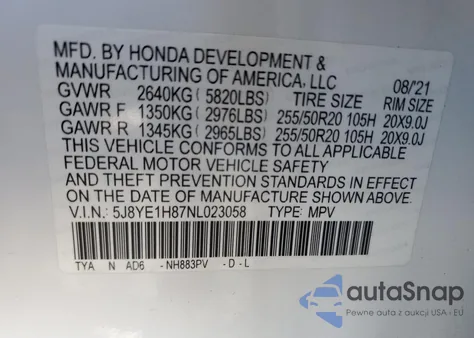 MFD. BY HONDA DEVELOPMENT &
MANUFACTURING OF AMERICA, LLC 08/'21
GVWR 2640KG ( 5820LBS) TIRE SIZE RIM SIZE
GAWR F 1350KG ( 2976LBS) 255/50R20 105H 20X9.0J
GAWR R 1345KG ( 2965LBS) 255/50R20 105H 20X9.0J
THIS VEHICLE CONFORMS TO ALL APPLICABLE
FEDERAL MOTOR VEHICLE SAFETY
AND THEFT PREVENTION STANDARDS IN EFFECT
ON THE DATE OF MANUFACTURE SHOWN ABOVE.
V.I.N.: 5J8YE1H87NL023058 TYPE: MPV
TYA N AD6 -NH883PV -D-L
autoSnap
Pewne auta z aukcji USA - EU